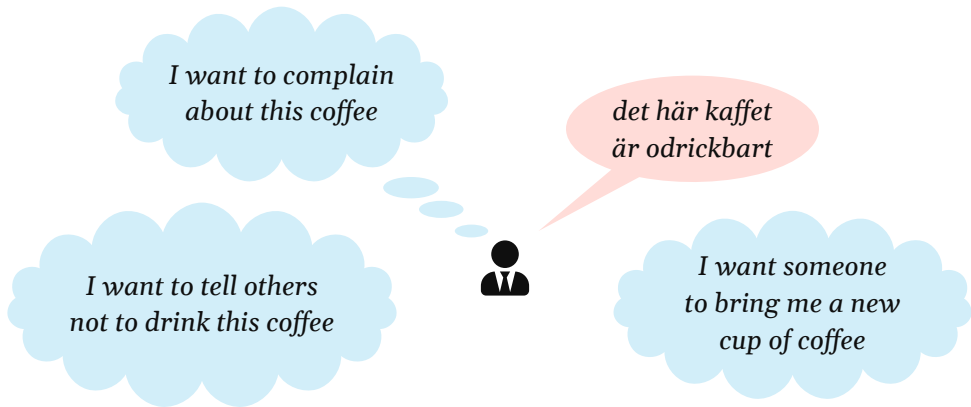 I want to complain
about this coffee
det här kaffet
är odrickbart
I want to tell others
not to drink this coffee
I want someone
to bring me a new
cup of coffee